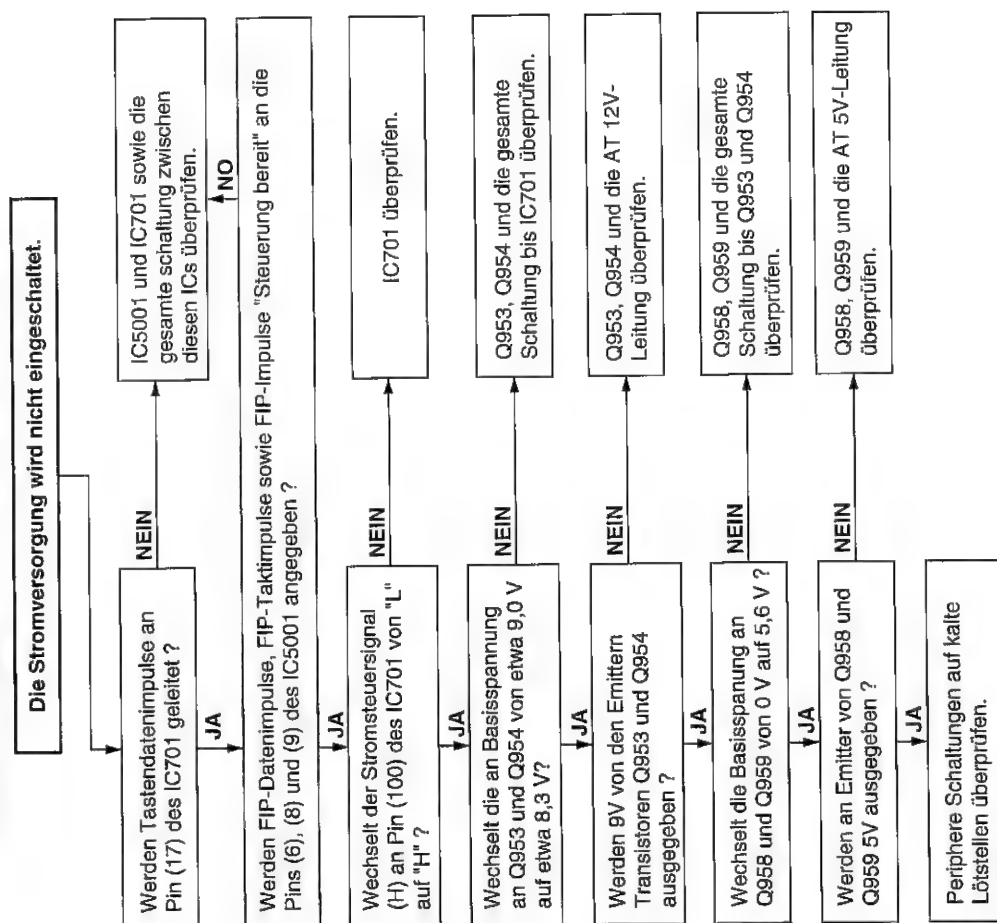 Die Stromversorgung wird nicht eingeschaltet.
Werden Tastendatenimpulse an
Pin (17) des IC701 geleitet ?
NEIN
IC5001 und IC701 sowie die
gesamte schaltung zwischen
diesen ICs überprüfen.
JA
NO
Werden FIP-Datenimpulse, FIP-Taktimpulse sowie FIP-Impulse "Steuerung bereit" an die
Pins (6), (8) und (9) des IC5001 angegeben ?
JA
Wechselt der Stromsteuersignal
(H) an Pin (100) des IC701 von "L"
auf "H" ?
NEIN
IC701 überprüfen.
JA
Wechselt die an Basisspannung
an Q953 und Q954 von etwa 9,0 V
auf etwa 8,3 V?
NEIN
Q953, Q954 und die gesamte
Schaltung bis IC701 überprüfen.
JA
Werden 9V von den Emittern
Transistoren Q953 und Q954
ausgegeben ?
NEIN
Q953, Q954 und die AT 12V-
Leitung überprüfen.
JA
Wechselt die Basisspanung an
Q958 und Q959 von 0 V auf 5,6 V ?
NEIN
Q958, Q959 und die gesamte
Schaltung bis Q953 und Q954
überprüfen.
JA
Werden an Emitter von Q958 und
Q959 5V ausgegeben ?
NEIN
Q958, Q959 und die AT 5V-Leitung
überprüfen.
JA
Periphere Schaltungen auf kalte
Lötstellen überprüfen.